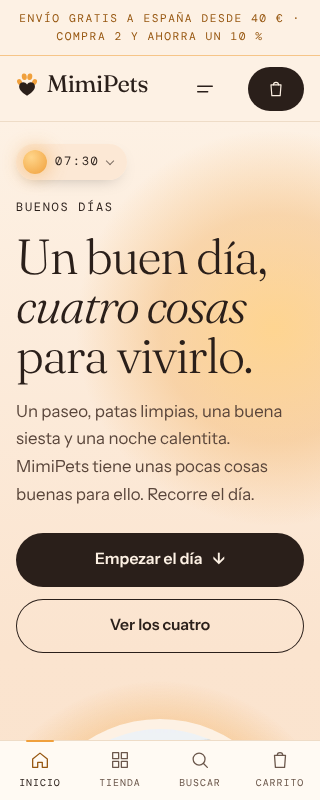 ENVÍO GRATIS A ESPAÑA DESDE 40 € ·
COMPRA 2 Y AHORRA UN 10 %
MimiPets
07:30
BUENOS DÍAS
Un buen día,
cuatro cosas
para vivirlo.
Un paseo, patas limpias, una buena
siesta y una noche calentita.
MimiPets tiene unas pocas cosas
buenas para ello. Recorre el día.
Empezar el día ↓
Ver los cuatro
INICIO
TIENDA
BUSCAR
CARRITO